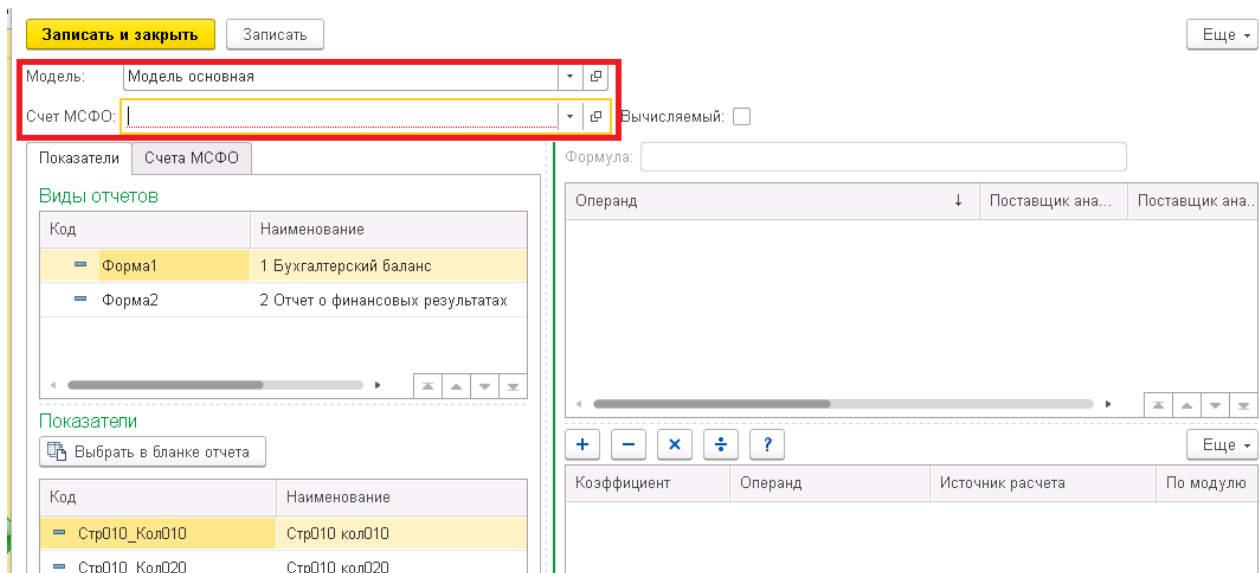 Записать и закрыть Записать Еще
Модель: Модель основная
Счет МСФО: Вычисляемый:
Показатели Счета МСФО
Формула:
Виды отчетов
Операнд ↓ Поставщик ана... Поставщик ана...
Код Наименование
Форма1 1 Бухгалтерский баланс
Форма2 2 Отчет о финансовых результатах
Показатели
Выбрать в бланке отчета
+ − × ÷ ? Еще
Коэффициент Операнд Источник расчета По модулю
Код Наименование
Стр010_Кол010 Стр010 кол010
Стр010_Кол020 Стр010 кол020